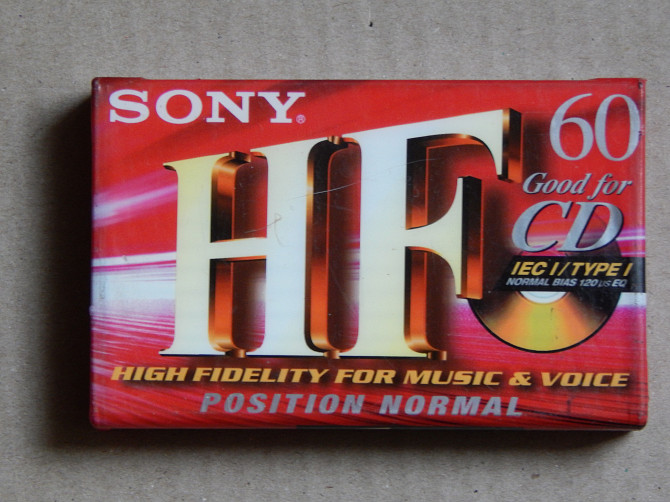 SONY®
HF
60
Good for
CD
IEC I / TYPE I
NORMAL BIAS 120 µs EQ
HIGH FIDELITY FOR MUSIC & VOICE
POSITION NORMAL